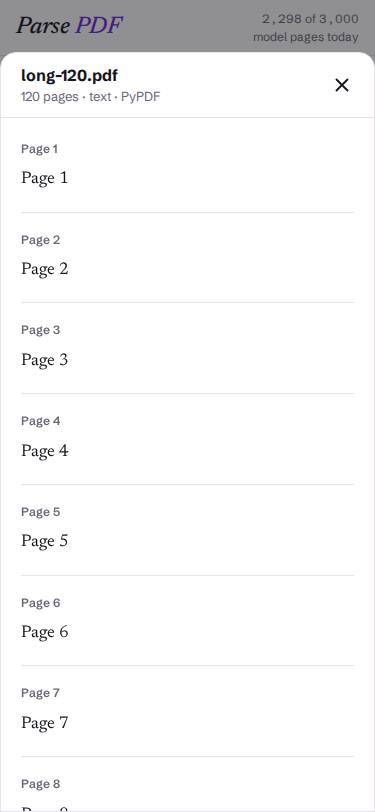 Parse PDF
2,298 of 3,000
model pages today
long-120.pdf
120 pages · text · PyPDF
Page 1
Page 1
Page 2
Page 2
Page 3
Page 3
Page 4
Page 4
Page 5
Page 5
Page 6
Page 6
Page 7
Page 7
Page 8